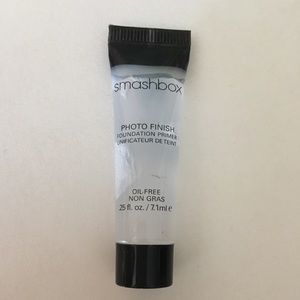 smashbox
PHOTO FINISH
FOUNDATION PRIMER
UNIFICATEUR DE TEINT
OIL-FREE
NON GRAS
.25 fl. oz. / 7.1ml e